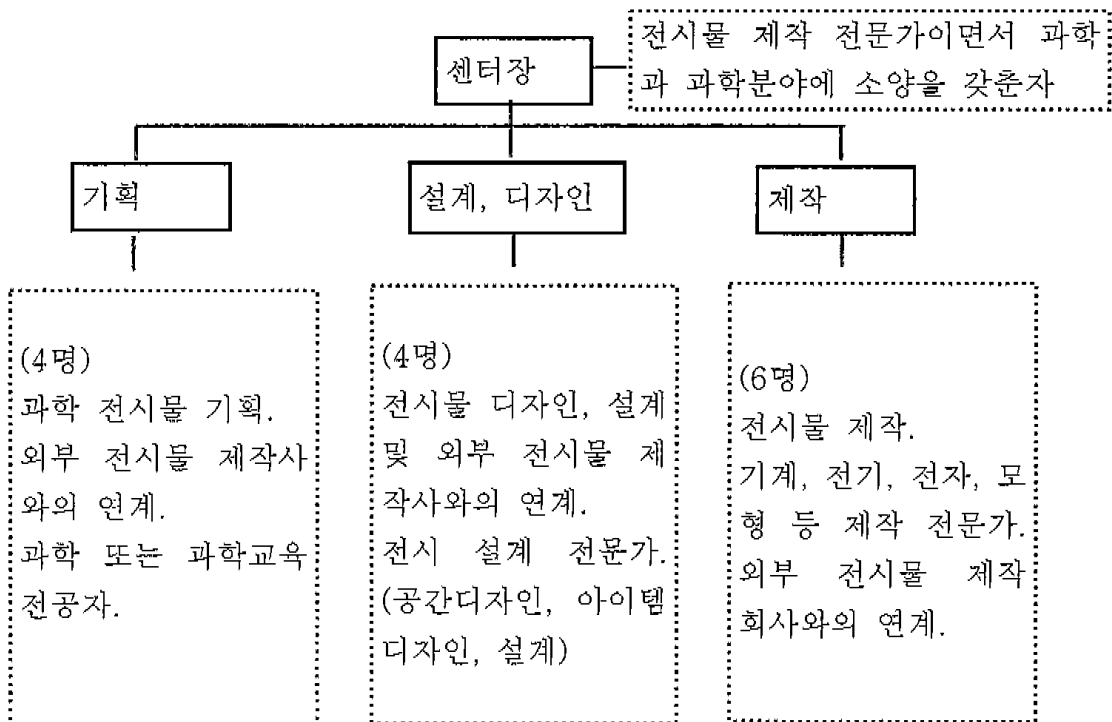 전시물 제작 전문가이면서 과학
과 과학분야에 소양을 갖춘자
센터장
기획
설계, 디자인
제작
(4명)
과학 전시물 기획.
외부 전시물 제작사
와의 연계.
과학 또는 과학교육
전공자.
(4명)
전시물 디자인, 설계
및 외부 전시물 제
작사와의 연계.
전시 설계 전문가.
(공간디자인, 아이템
디자인, 설계)
(6명)
전시물 제작.
기계, 전기, 전자, 모
형 등 제작 전문가.
외부 전시물 제작
회사와의 연계.